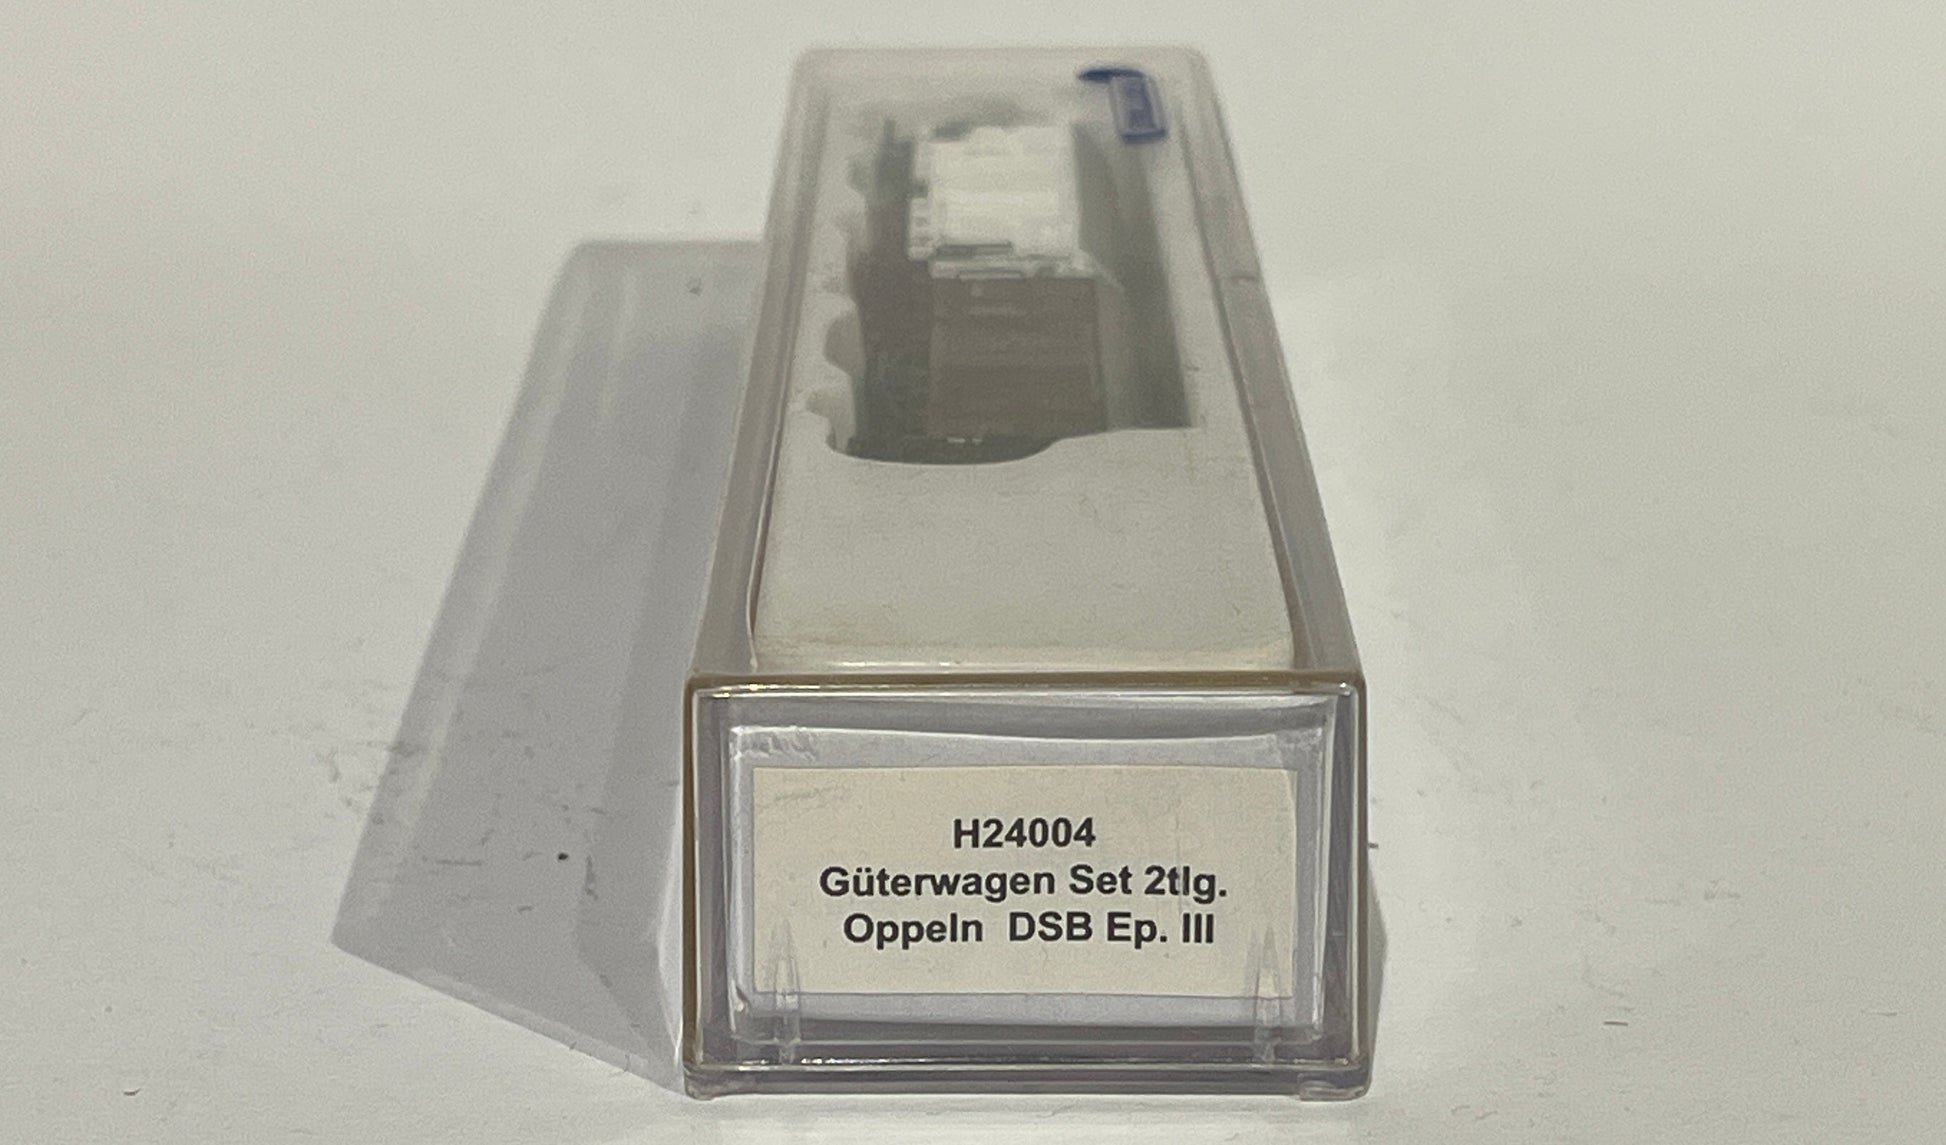 H24004
Güterwagen Set 2tlg.
Oppeln DSB Ep. III